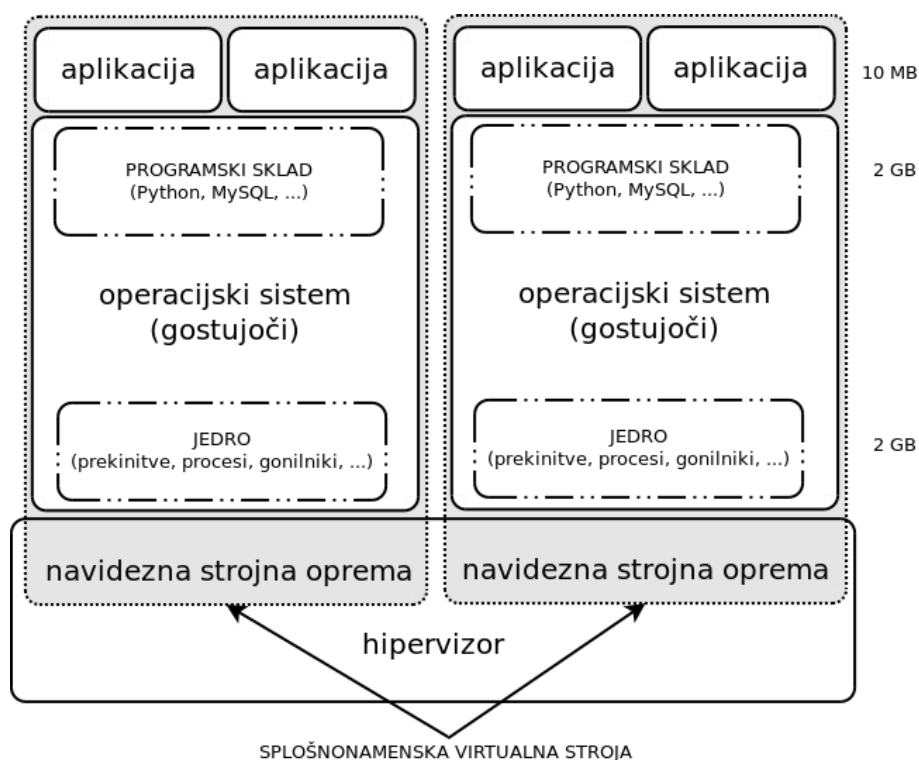 aplikacija
aplikacija
aplikacija
aplikacija
10 MB
PROGRAMSKI SKLAD
(Python, MySQL, ...)
PROGRAMSKI SKLAD
(Python, MySQL, ...)
2 GB
operacijski sistem
(gostujoči)
operacijski sistem
(gostujoči)
JEDRO
(prekinitve, procesi, gonilniki, ...)
JEDRO
(prekinitve, procesi, gonilniki, ...)
2 GB
navidezna strojna oprema
navidezna strojna oprema
hipervizor
SPLOŠNONAMENSKA VIRTUALNA STROJA